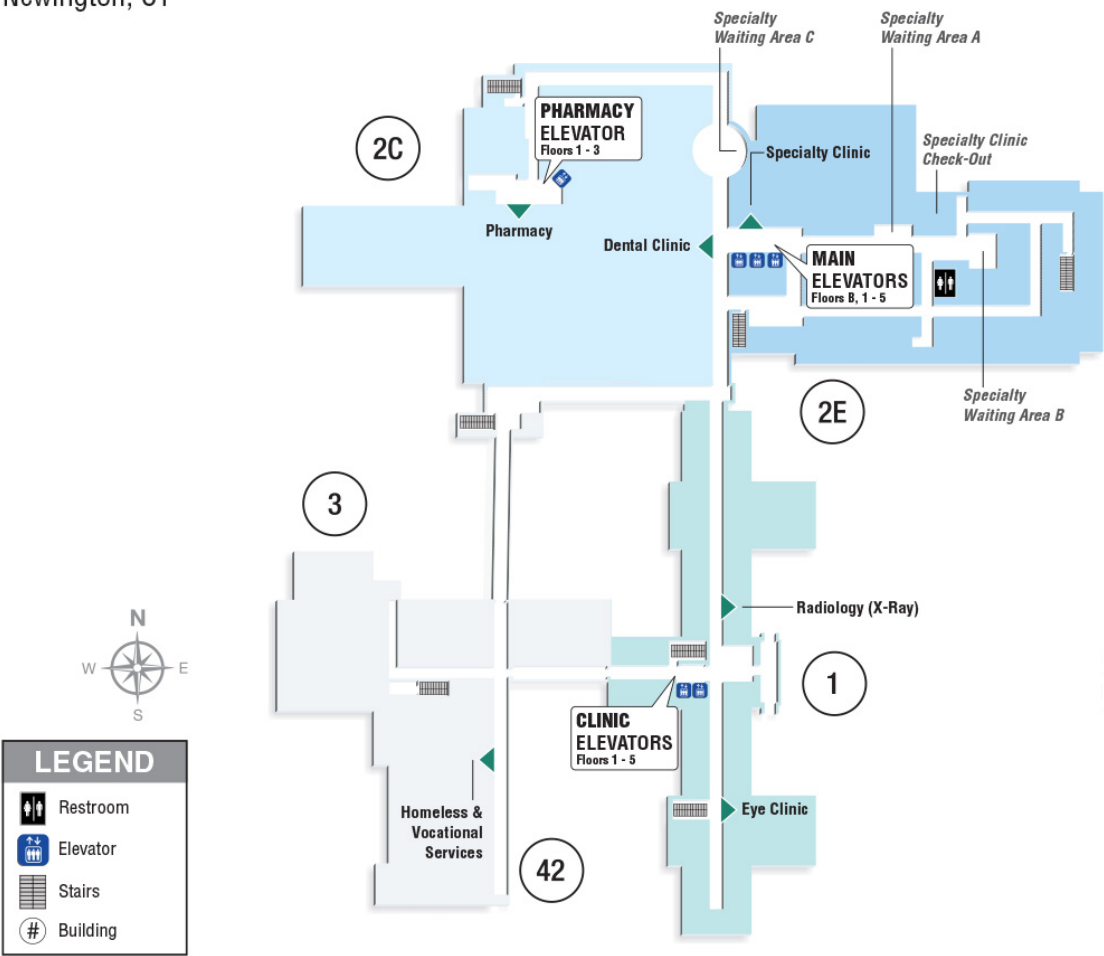 Newington, CT
Specialty
Waiting Area C
Specialty
Waiting Area A
2C
PHARMACY
ELEVATOR
Floors 1 - 3
Specialty Clinic
Specialty Clinic
Check-Out
Pharmacy
Dental Clinic
MAIN
ELEVATORS
Floors B, 1 - 5
2E
Specialty
Waiting Area B
3
N
W
E
S
Radiology (X-Ray)
1
CLINIC
ELEVATORS
Floors 1 - 5
Homeless &
Vocational
Services
Eye Clinic
42
LEGEND
Restroom
Elevator
Stairs
# Building